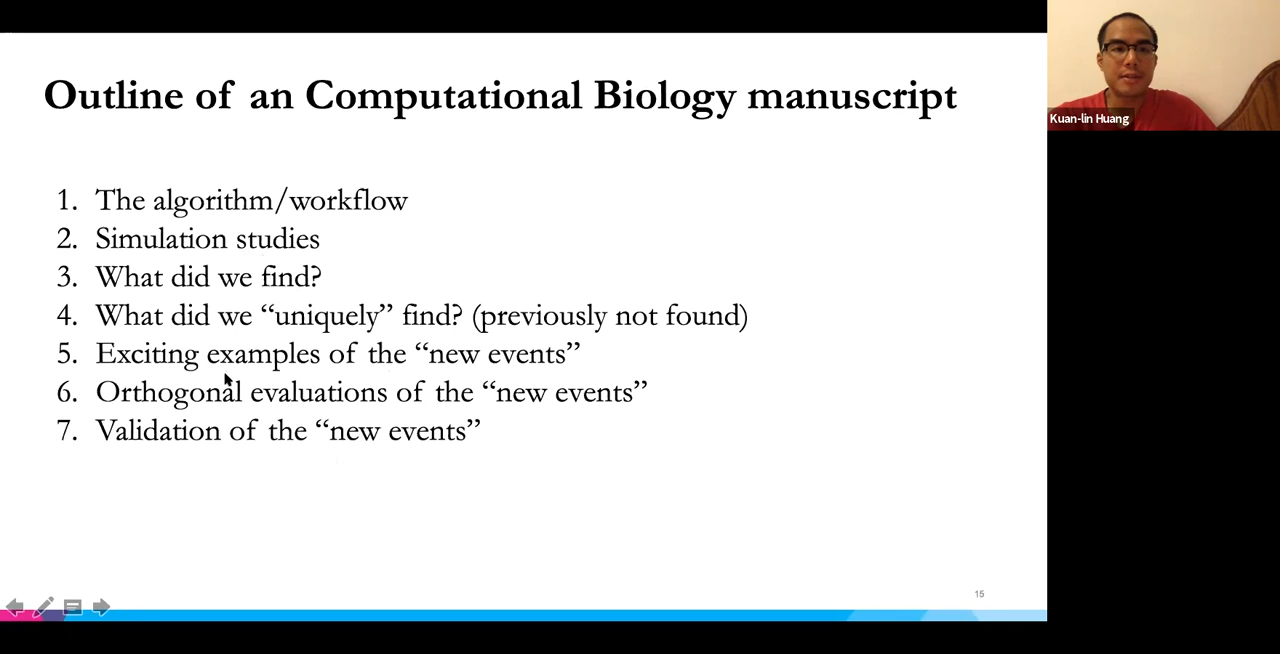 Outline of an Computational Biology manuscript
1. The algorithm/workflow
2. Simulation studies
3. What did we find?
4. What did we “uniquely” find? (previously not found)
5. Exciting examples of the “new events”
6. Orthogonal evaluations of the “new events”
7. Validation of the “new events”
15
Kuan-lin Huang